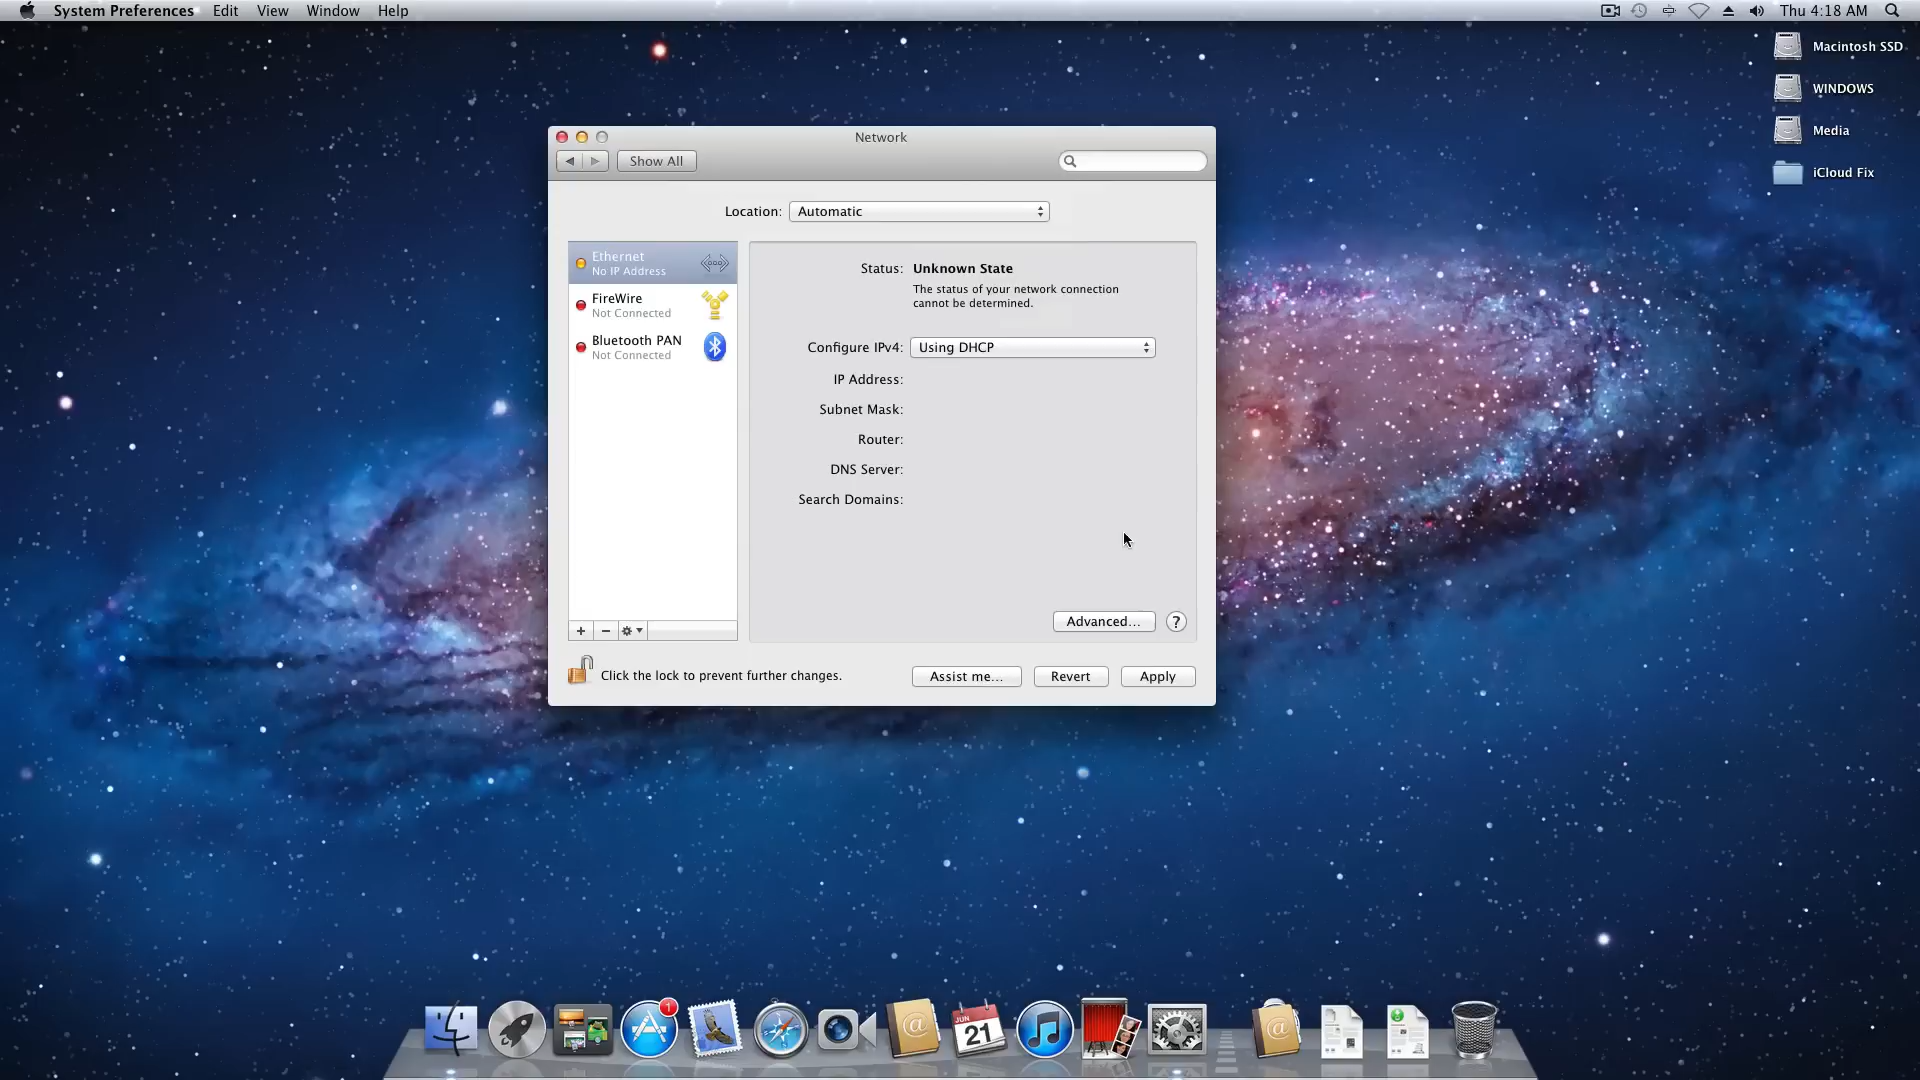 System Preferences Edit View Window Help Thu 4:18 AM
Macintosh SSD
WINDOWS
Media
iCloud Fix
Network
Show All
Location: Automatic
Ethernet
No IP Address
FireWire
Not Connected
Bluetooth PAN
Not Connected
Status: Unknown State
The status of your network connection
cannot be determined.
Configure IPv4: Using DHCP
IP Address:
Subnet Mask:
Router:
DNS Server:
Search Domains:
Advanced... ?
Click the lock to prevent further changes.
Assist me... Revert Apply
1
@
JUN
21
@